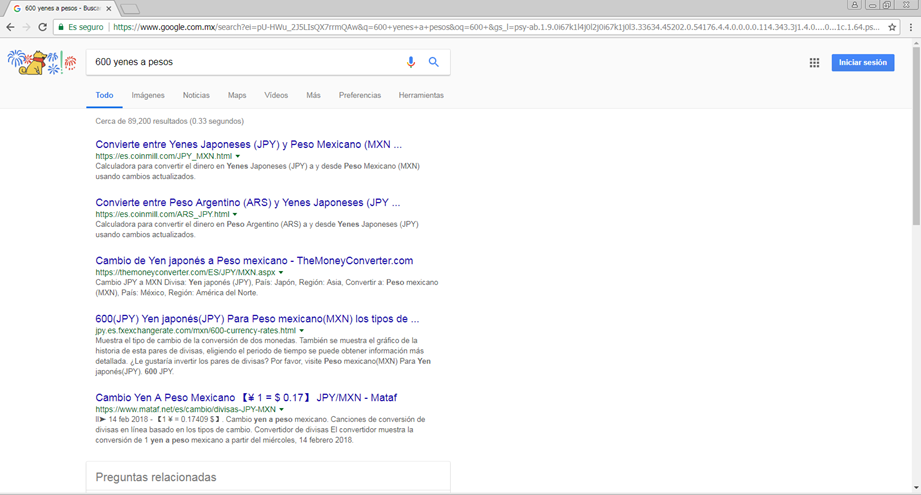 600 yenes a pesos - Busca
Es seguro | https://www.google.com.mx/search?ei=pU-HWu_2J5LIsQX7rrmQAw&q=600+yenes+a+pesos&oq=600+&gs_l=psy-ab.1.9.0i67k1l4j0l2j0i67k1j0l3.33634.45202.0.54176.4.4.0.0.0.0.114.343.3j1.4.0....0...1c.1.64.ps...
600 yenes a pesos
Iniciar sesión
Todo Imágenes Noticias Maps Vídeos Más Preferencias Herramientas
Cerca de 89,200 resultados (0.33 segundos)
Convierte entre Yenes Japoneses (JPY) y Peso Mexicano (MXN ...
https://es.coinmill.com/JPY_MXN.html
Calculadora para convertir el dinero en Yenes Japoneses (JPY) a y desde Peso Mexicano (MXN)
usando cambios actualizados.
Convierte entre Peso Argentino (ARS) y Yenes Japoneses (JPY ...
https://es.coinmill.com/ARS_JPY.html
Calculadora para convertir el dinero en Peso Argentino (ARS) a y desde Yenes Japoneses (JPY)
usando cambios actualizados.
Cambio de Yen japonés a Peso mexicano - TheMoneyConverter.com
https://themoneyconverter.com/ES/JPY/MXN.aspx
Cambio JPY a MXN Divisa: Yen japonés (JPY), País: Japón, Región: Asia, Convertir a: Peso mexicano
(MXN), País: México, Región: América del Norte.
600(JPY) Yen japonés(JPY) Para Peso mexicano(MXN) los tipos de ...
jpy.es.fxexchangerate.com/mxn/600-currency-rates.html
Muestra el tipo de cambio de la conversión de dos monedas. También se muestra el gráfico de la
historia de esta pares de divisas, eligiendo el periodo de tiempo se puede obtener información más
detallada. ¿Le gustaría invertir los pares de divisas? Por favor, visite Peso mexicano(MXN) Para Yen
japonés(JPY). 600 JPY.
Cambio Yen A Peso Mexicano 【¥ 1 = $ 0.17】 JPY/MXN - Mataf
https://www.mataf.net/es/cambio/divisas-JPY-MXN
ll➤ 14 feb 2018 - 【1 ¥ = 0.17409 $】. Cambio yen a peso mexicano. Canciones de conversión de
divisas en línea basado en los tipos de cambio. Convertidor de divisas El convertidor muestra la
conversión de 1 yen a peso mexicano a partir del miércoles, 14 febrero 2018.
Preguntas relacionadas